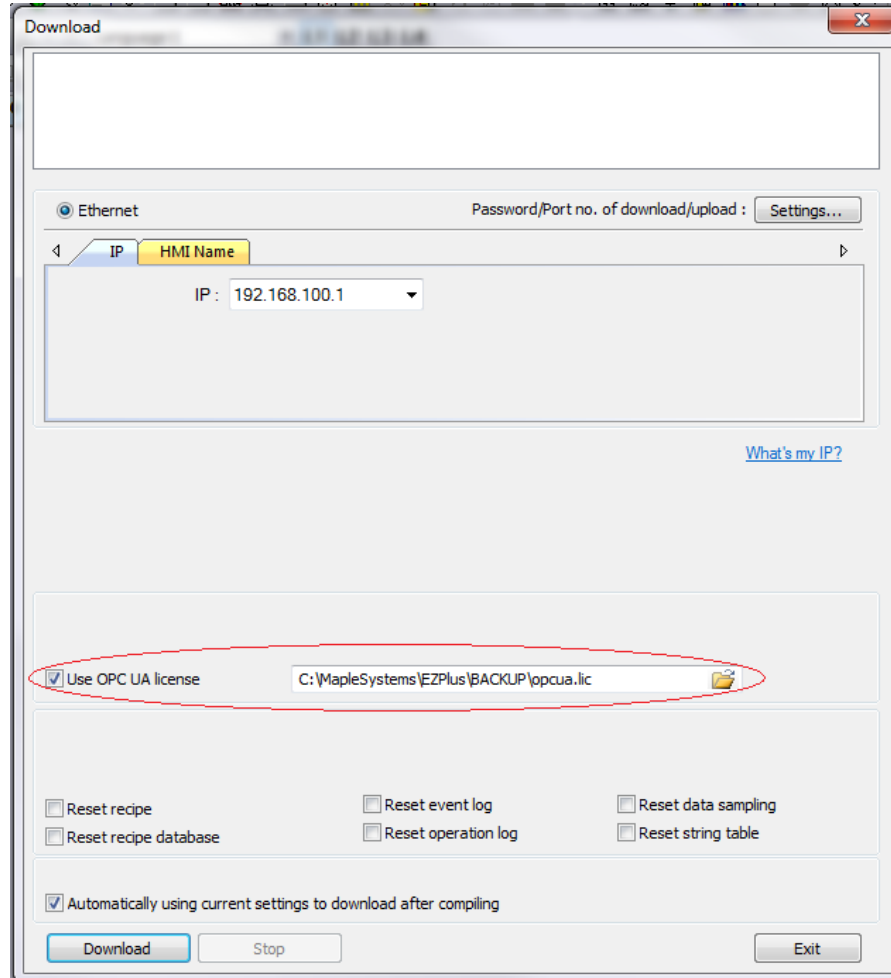 Download
Ethernet
Password/Port no. of download/upload : Settings...
IP HMI Name
IP : 192.168.100.1
What's my IP?
Use OPC UA license C:\MapleSystems\EZPlus\BACKUP\opcua.lic
Reset recipe Reset event log Reset data sampling
Reset recipe database Reset operation log Reset string table
Automatically using current settings to download after compiling
Download Stop Exit